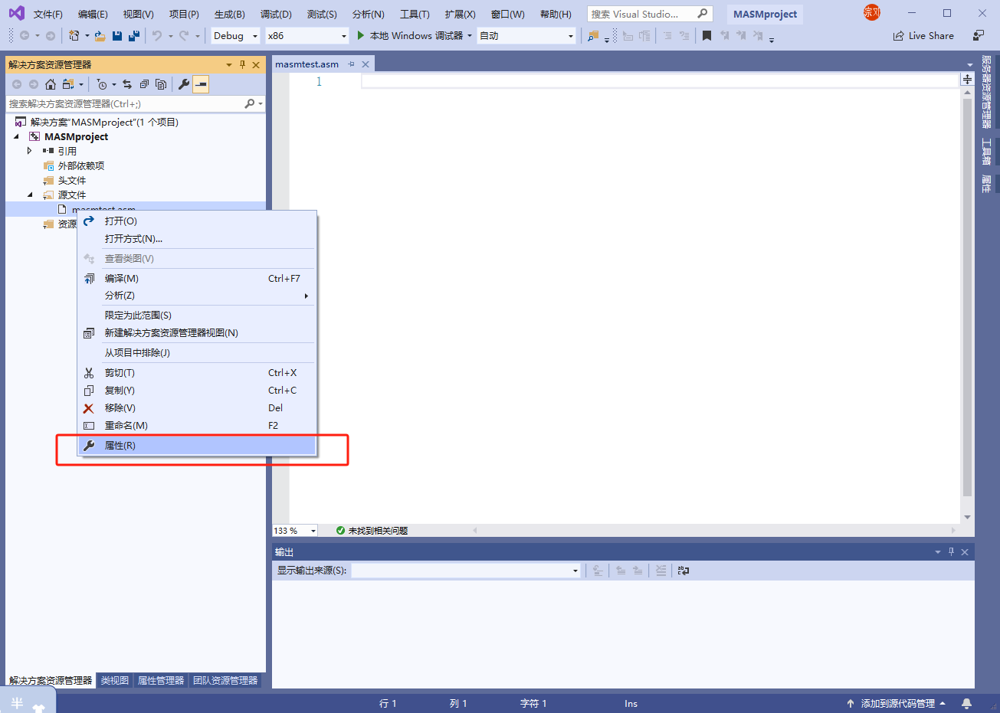 文件(F) 编辑(E) 视图(V) 项目(P) 生成(B) 调试(D) 测试(S) 分析(N) 工具(T) 扩展(X) 窗口(W) 帮助(H) 搜索 Visual Studio... MASMproject 宗邓
Debug x86 本地 Windows 调试器 自动 Live Share
解决方案资源管理器
搜索解决方案资源管理器(Ctrl+;)
解决方案"MASMproject"(1 个项目)
MASMproject
引用
外部依赖项
头文件
源文件
masmtest.asm
资源
打开(O)
打开方式(N)...
查看类图(V)
编译(M) Ctrl+F7
分析(Z)
限定为此范围(S)
新建解决方案资源管理器视图(N)
从项目中排除(J)
剪切(T) Ctrl+X
复制(Y) Ctrl+C
移除(V) Del
重命名(M) F2
属性(R)
masmtest.asm
1
133 % 未找到相关问题
输出
显示输出来源(S):
服务器资源管理器
工具箱
属性
解决方案资源管理器 类视图 属性管理器 团队资源管理器
半
行 1 列 1 字符 1 Ins 添加到源代码管理